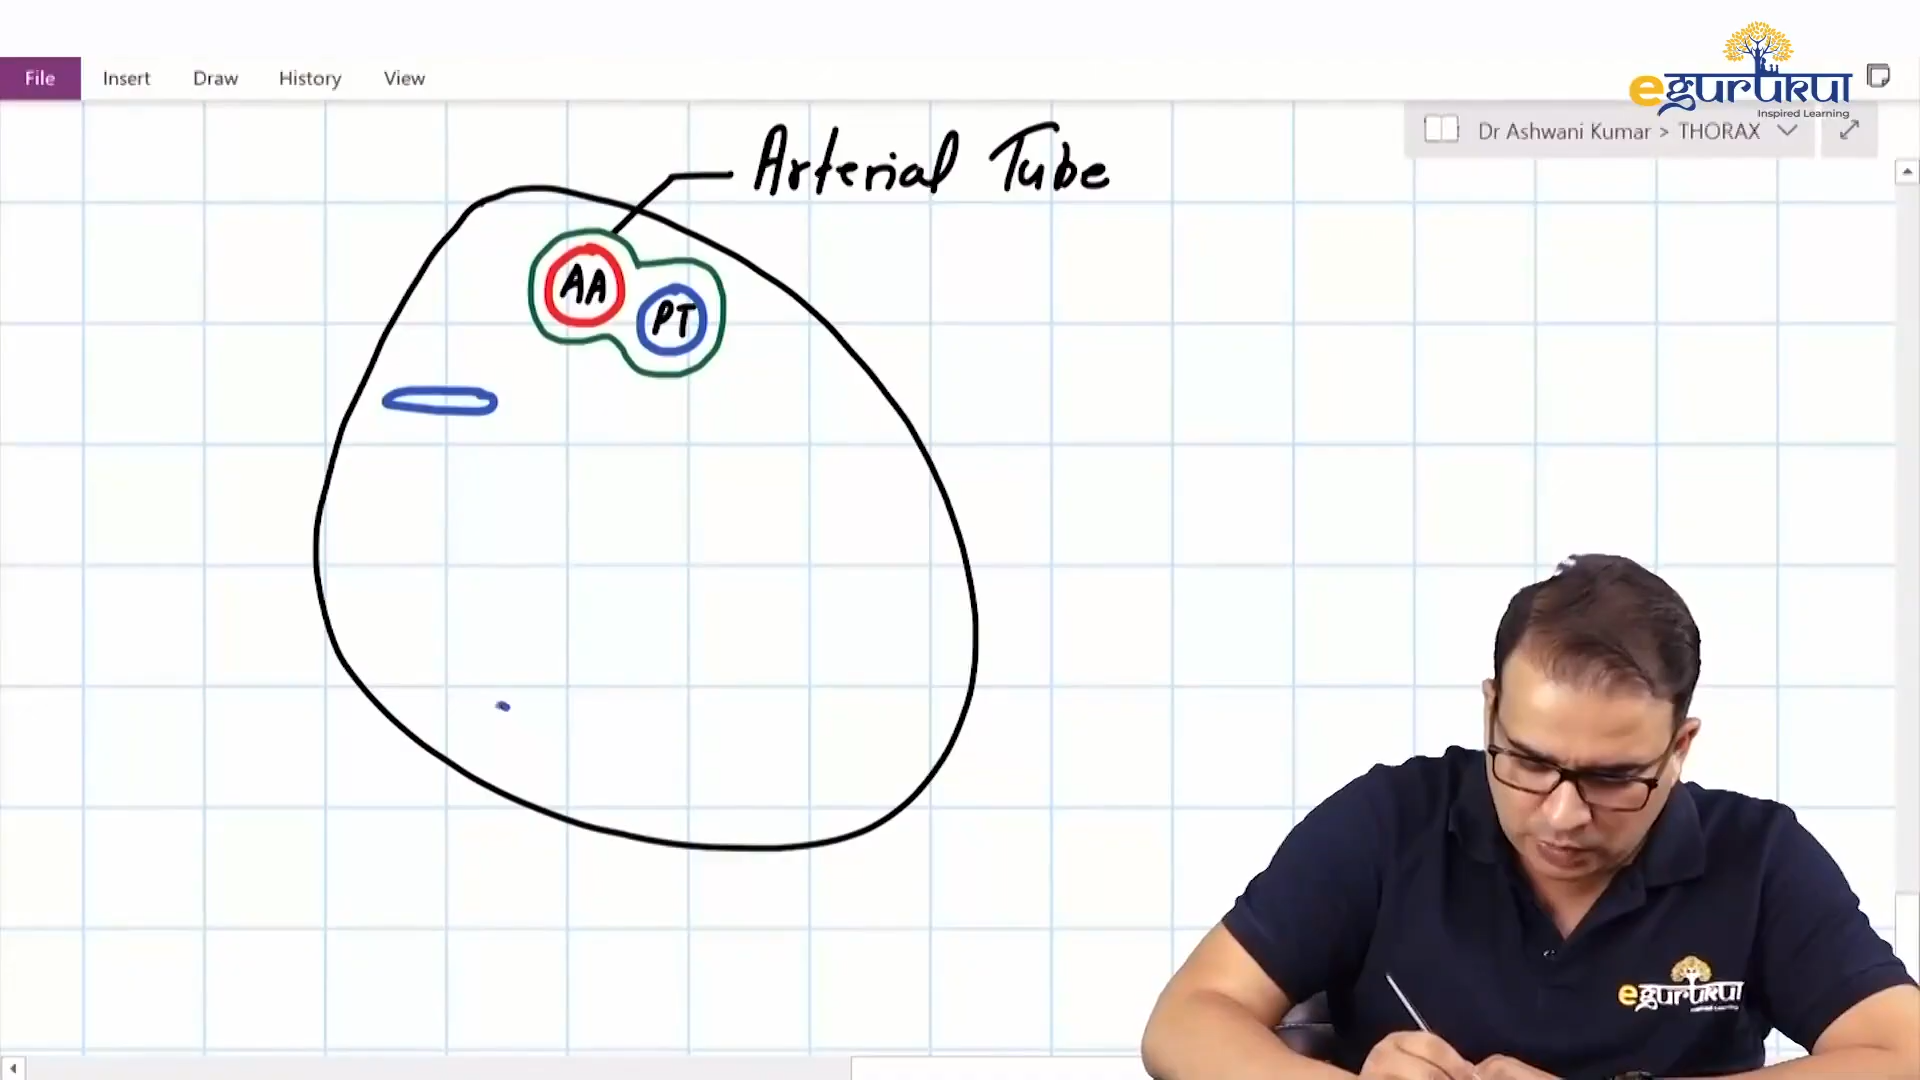 egurukul
Inspired Learning
File Insert Draw History View
Dr Ashwani Kumar > THORAX
Arterial Tube
AA
PT
egurukul